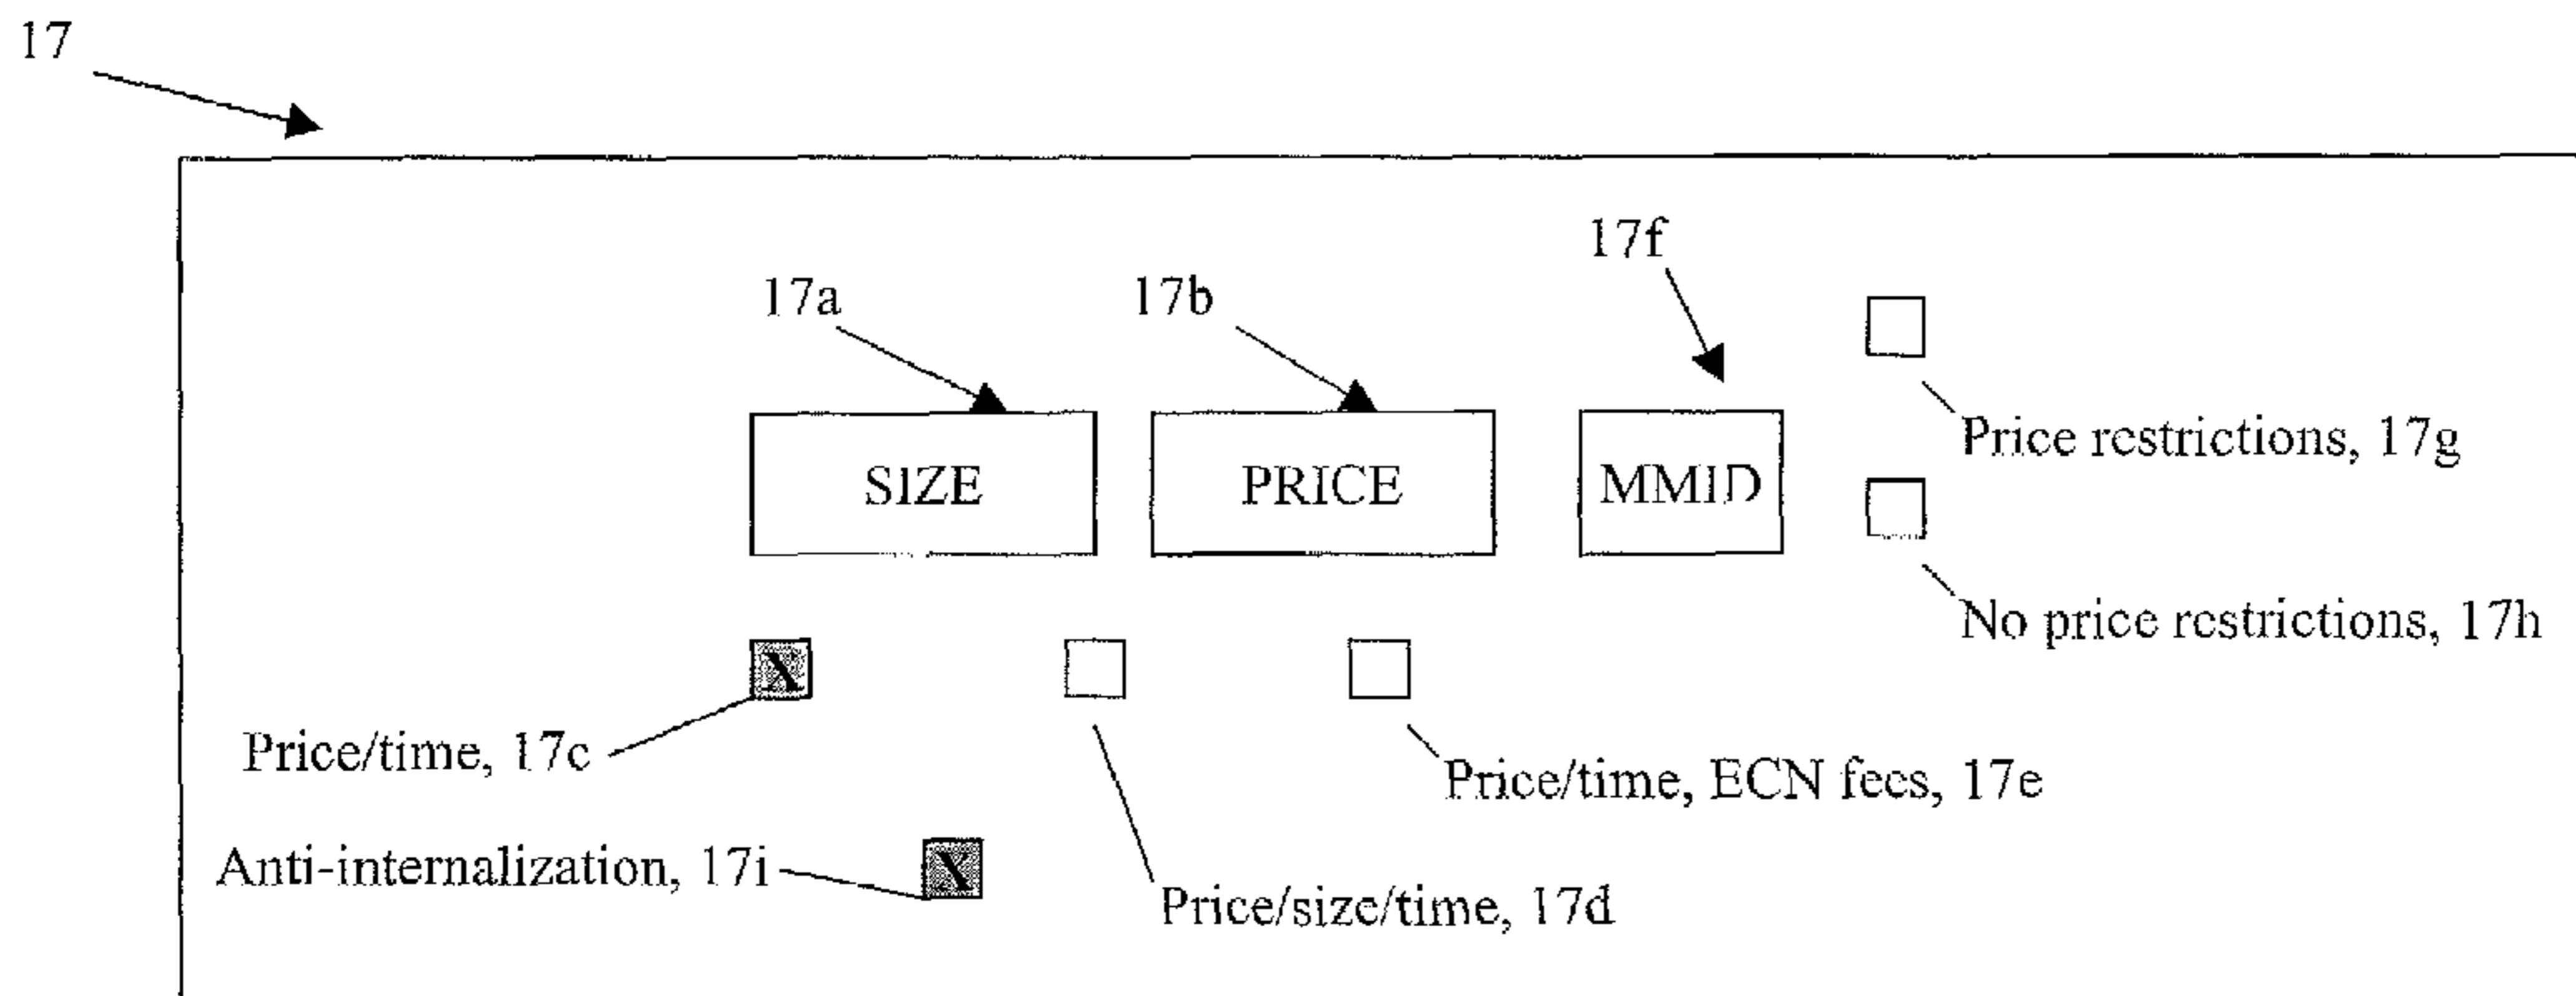 17
17f
17a
17b
Price restrictions, 17g
SIZE
PRICE
MMID
No price restrictions, 17h
X
Price/time, 17c
Price/time, ECN fees, 17e
Anti-internalization, 17i
X
Price/size/time, 17d